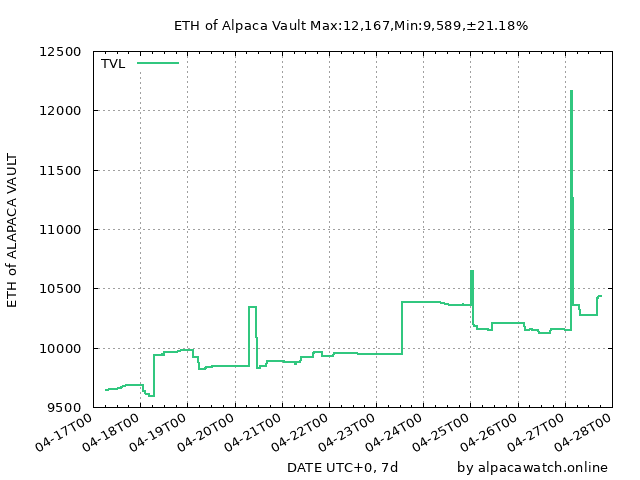 ETH of Alpaca Vault Max:12,167,Min:9,589,±21.18%
TVL
12500
12000
11500
11000
10500
10000
9500
ETH of ALAPACA VAULT
04-17T00
04-18T00
04-19T00
04-20T00
04-21T00
04-22T00
04-23T00
04-24T00
04-25T00
04-26T00
04-27T00
04-28T00
DATE UTC+0, 7d
by alpacawatch.online